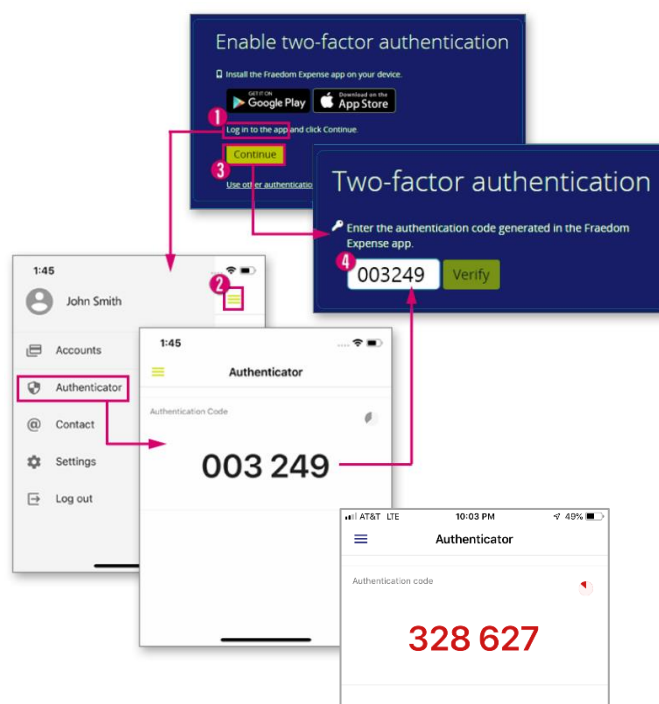 Enable two-factor authentication
Install the Fraedom Expense app on your device.
GET IT ON
Google Play
Download on the
App Store
1
Log in to the app and click Continue.
Continue
3
Use other authenticatio
Two-factor authentication
Enter the authentication code generated in the Fraedom
Expense app.
4
003249
Verify
1:45
2
John Smith
Accounts
Authenticator
Contact
Settings
Log out
1:45
Authenticator
Authentication Code
003 249
AT&T LTE
10:03 PM
49%
Authenticator
Authentication code
328 627